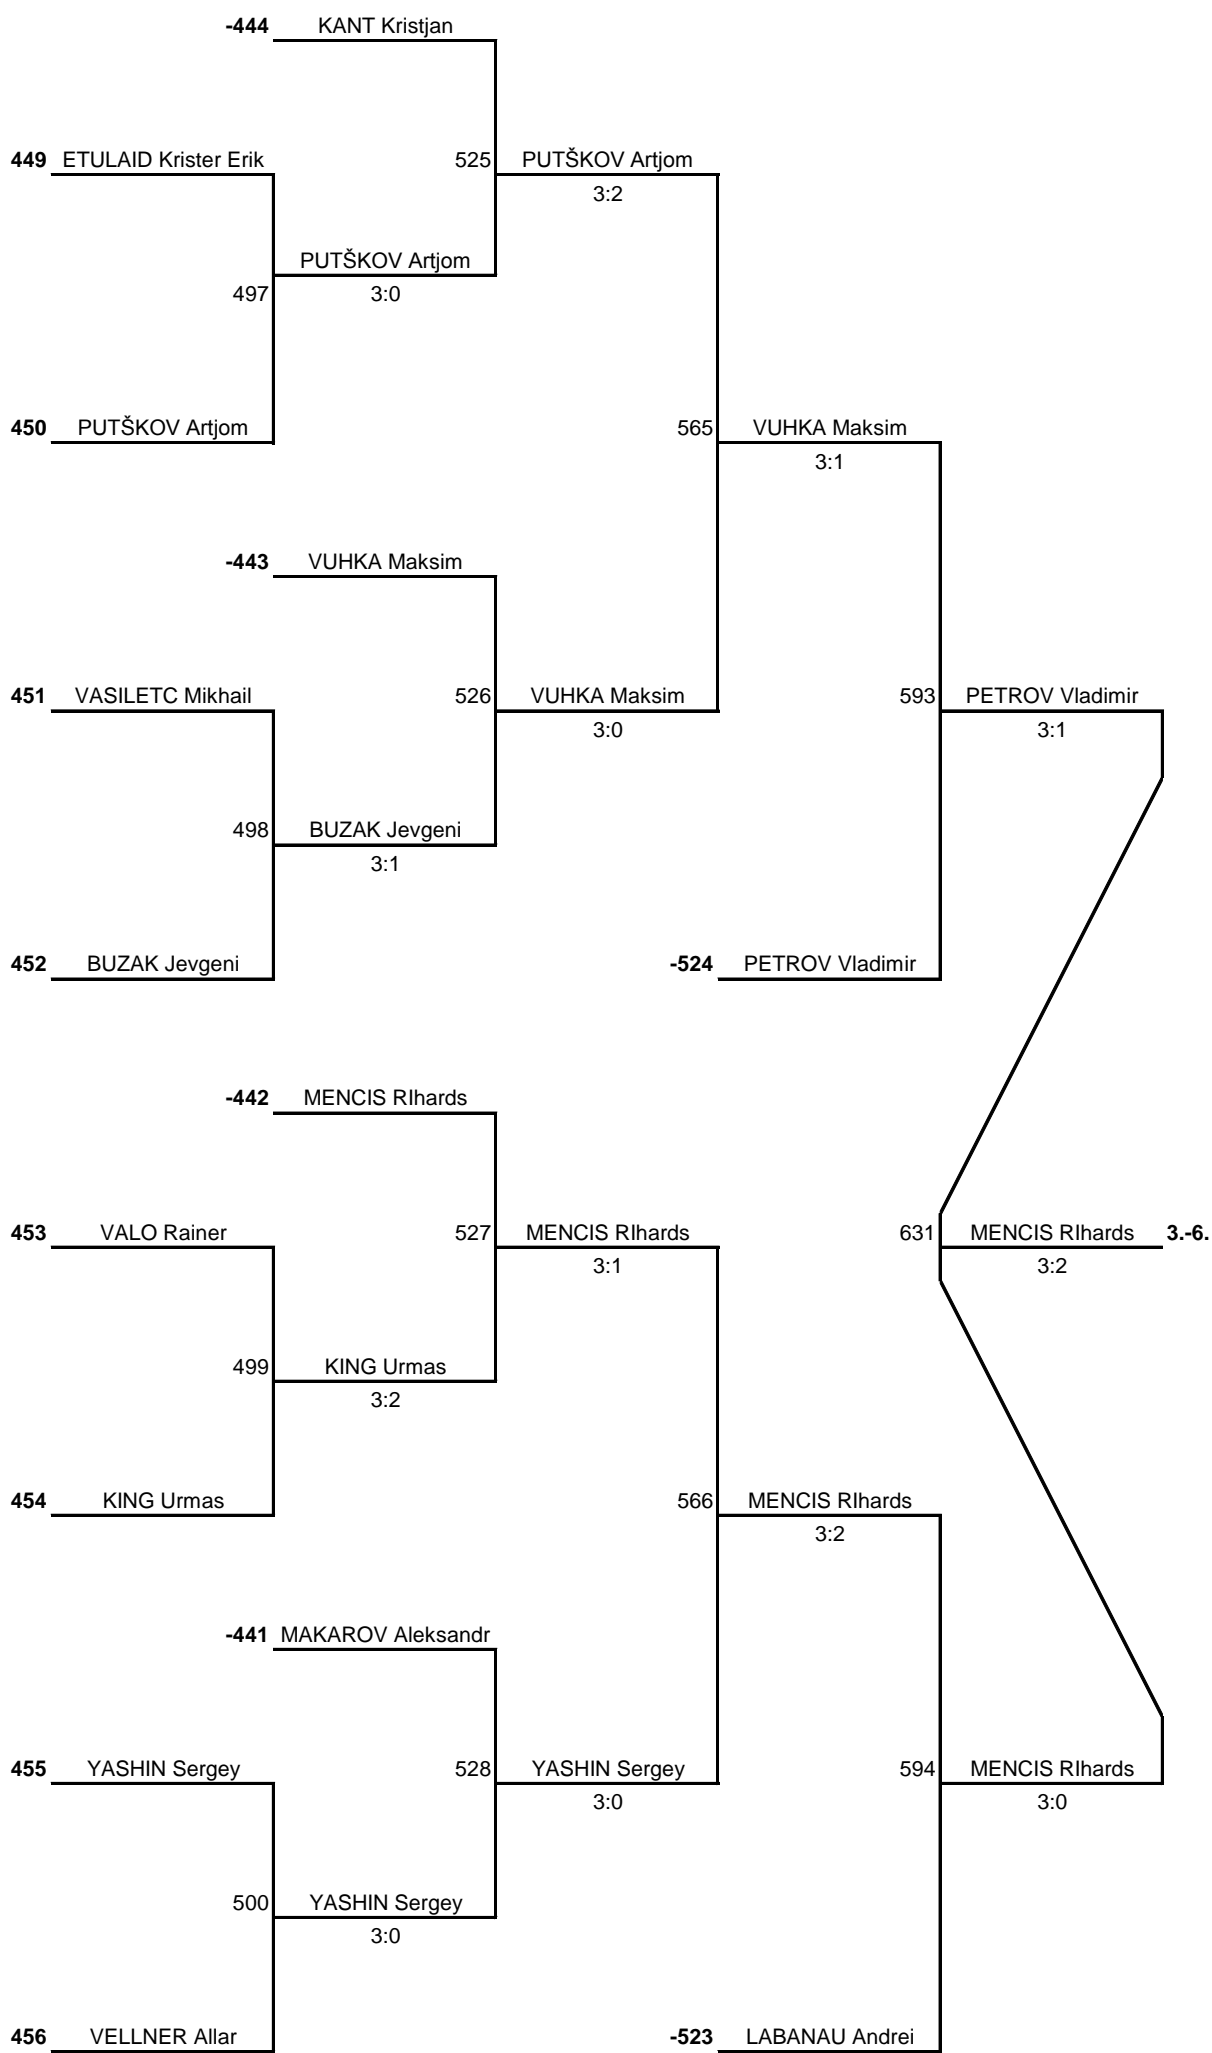 -444 KANT Kristjan
449 ETULAID Krister Erik 525 PUTŠKOV Artjom
3:2
PUTŠKOV Artjom
497 3:0
450 PUTŠKOV Artjom 565 VUHKA Maksim
3:1
-443 VUHKA Maksim
451 VASILETC Mikhail 526 VUHKA Maksim 593 PETROV Vladimir
3:0 3:1
498 BUZAK Jevgeni
3:1
452 BUZAK Jevgeni -524 PETROV Vladimir
-442 MENCIS RIhards
453 VALO Rainer 527 MENCIS RIhards 631 MENCIS RIhards 3.-6.
3:1 3:2
499 KING Urmas
3:2
454 KING Urmas 566 MENCIS RIhards
3:2
-441 MAKAROV Aleksandr
455 YASHIN Sergey 528 YASHIN Sergey 594 MENCIS RIhards
3:0 3:0
500 YASHIN Sergey
3:0
456 VELLNER Allar -523 LABANAU Andrei